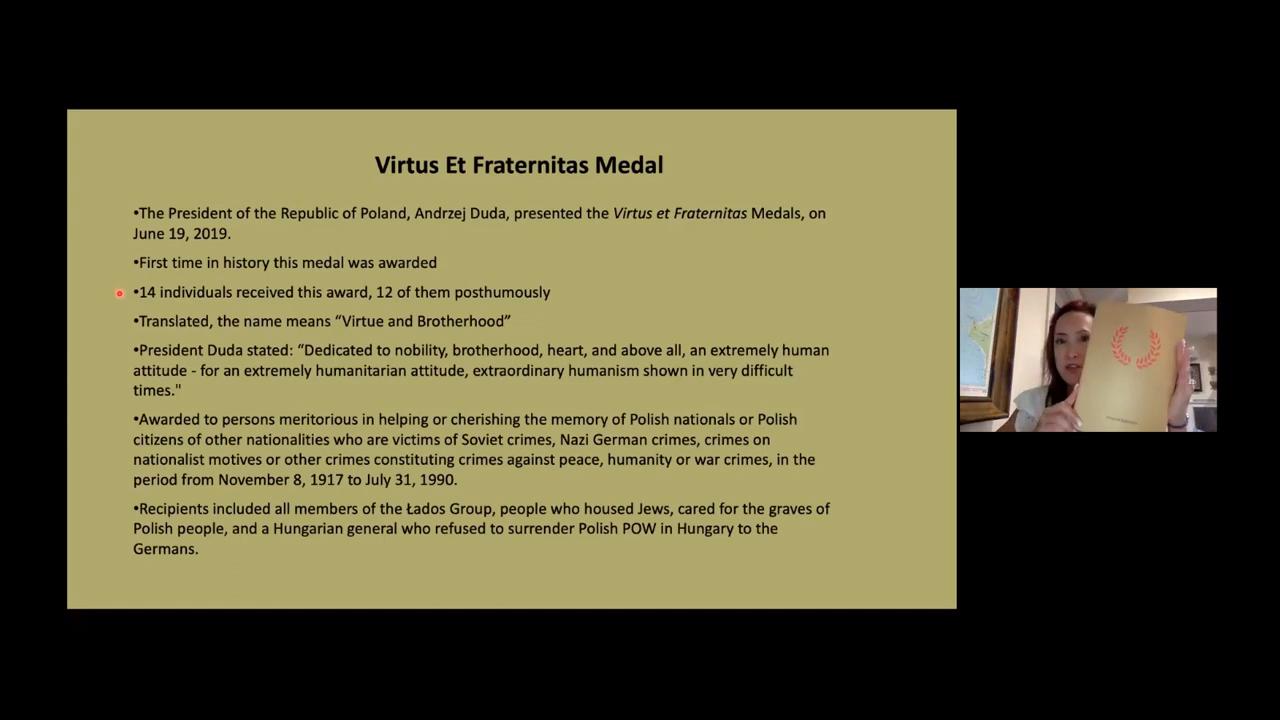 Virtus Et Fraternitas Medal
•The President of the Republic of Poland, Andrzej Duda, presented the Virtus et Fraternitas Medals, on
June 19, 2019.
•First time in history this medal was awarded
•14 individuals received this award, 12 of them posthumously
•Translated, the name means “Virtue and Brotherhood”
•President Duda stated: “Dedicated to nobility, brotherhood, heart, and above all, an extremely human
attitude - for an extremely humanitarian attitude, extraordinary humanism shown in very difficult
times."
•Awarded to persons meritorious in helping or cherishing the memory of Polish nationals or Polish
citizens of other nationalities who are victims of Soviet crimes, Nazi German crimes, crimes on
nationalist motives or other crimes constituting crimes against peace, humanity or war crimes, in the
period from November 8, 1917 to July 31, 1990.
•Recipients included all members of the Łados Group, people who housed Jews, cared for the graves of
Polish people, and a Hungarian general who refused to surrender Polish POW in Hungary to the
Germans.